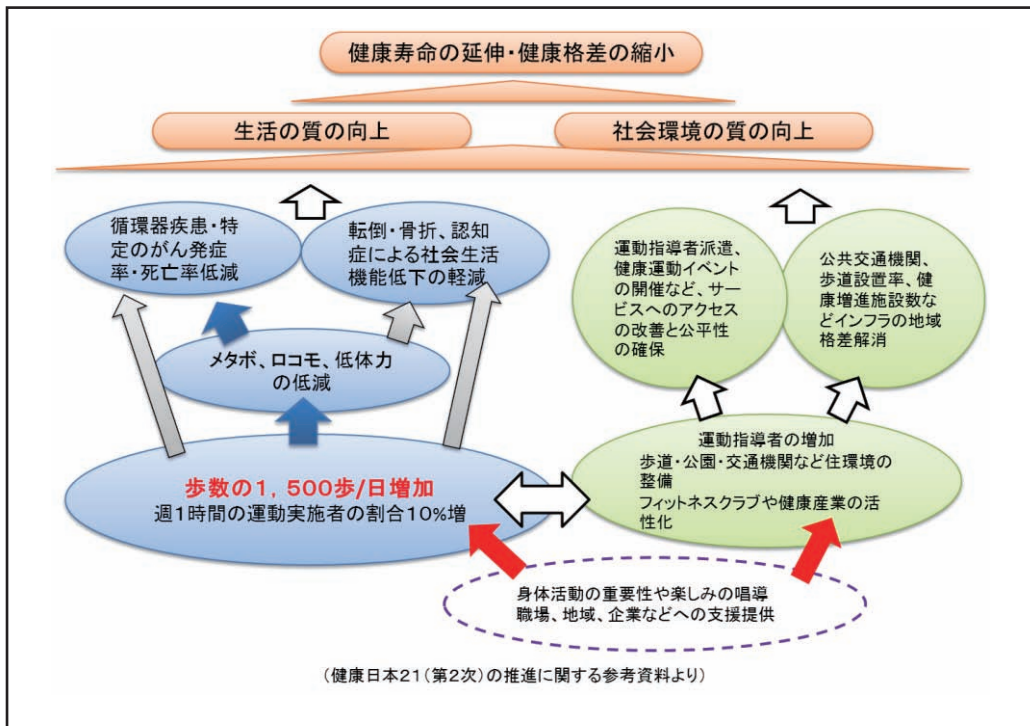 健康寿命の延伸・健康格差の縮小
生活の質の向上
社会環境の質の向上
循環器疾患・特
定のがん発症
率・死亡率低減
転倒・骨折、認知
症による社会生活
機能低下の軽減
運動指導者派遣、
健康運動イベント
の開催など、サー
ビスへのアクセス
の改善と公平性
の確保
公共交通機関、
歩道設置率、健
康増進施設数な
どインフラの地域
格差解消
メタボ、ロコモ、低体力
の低減
歩数の1，500歩/日増加
週1時間の運動実施者の割合10%増
運動指導者の増加
歩道・公園・交通機関など住環境の
整備
フィットネスクラブや健康産業の活
性化
身体活動の重要性や楽しみの唱導
職場、地域、企業などへの支援提供
（健康日本21（第2次）の推進に関する参考資料より）